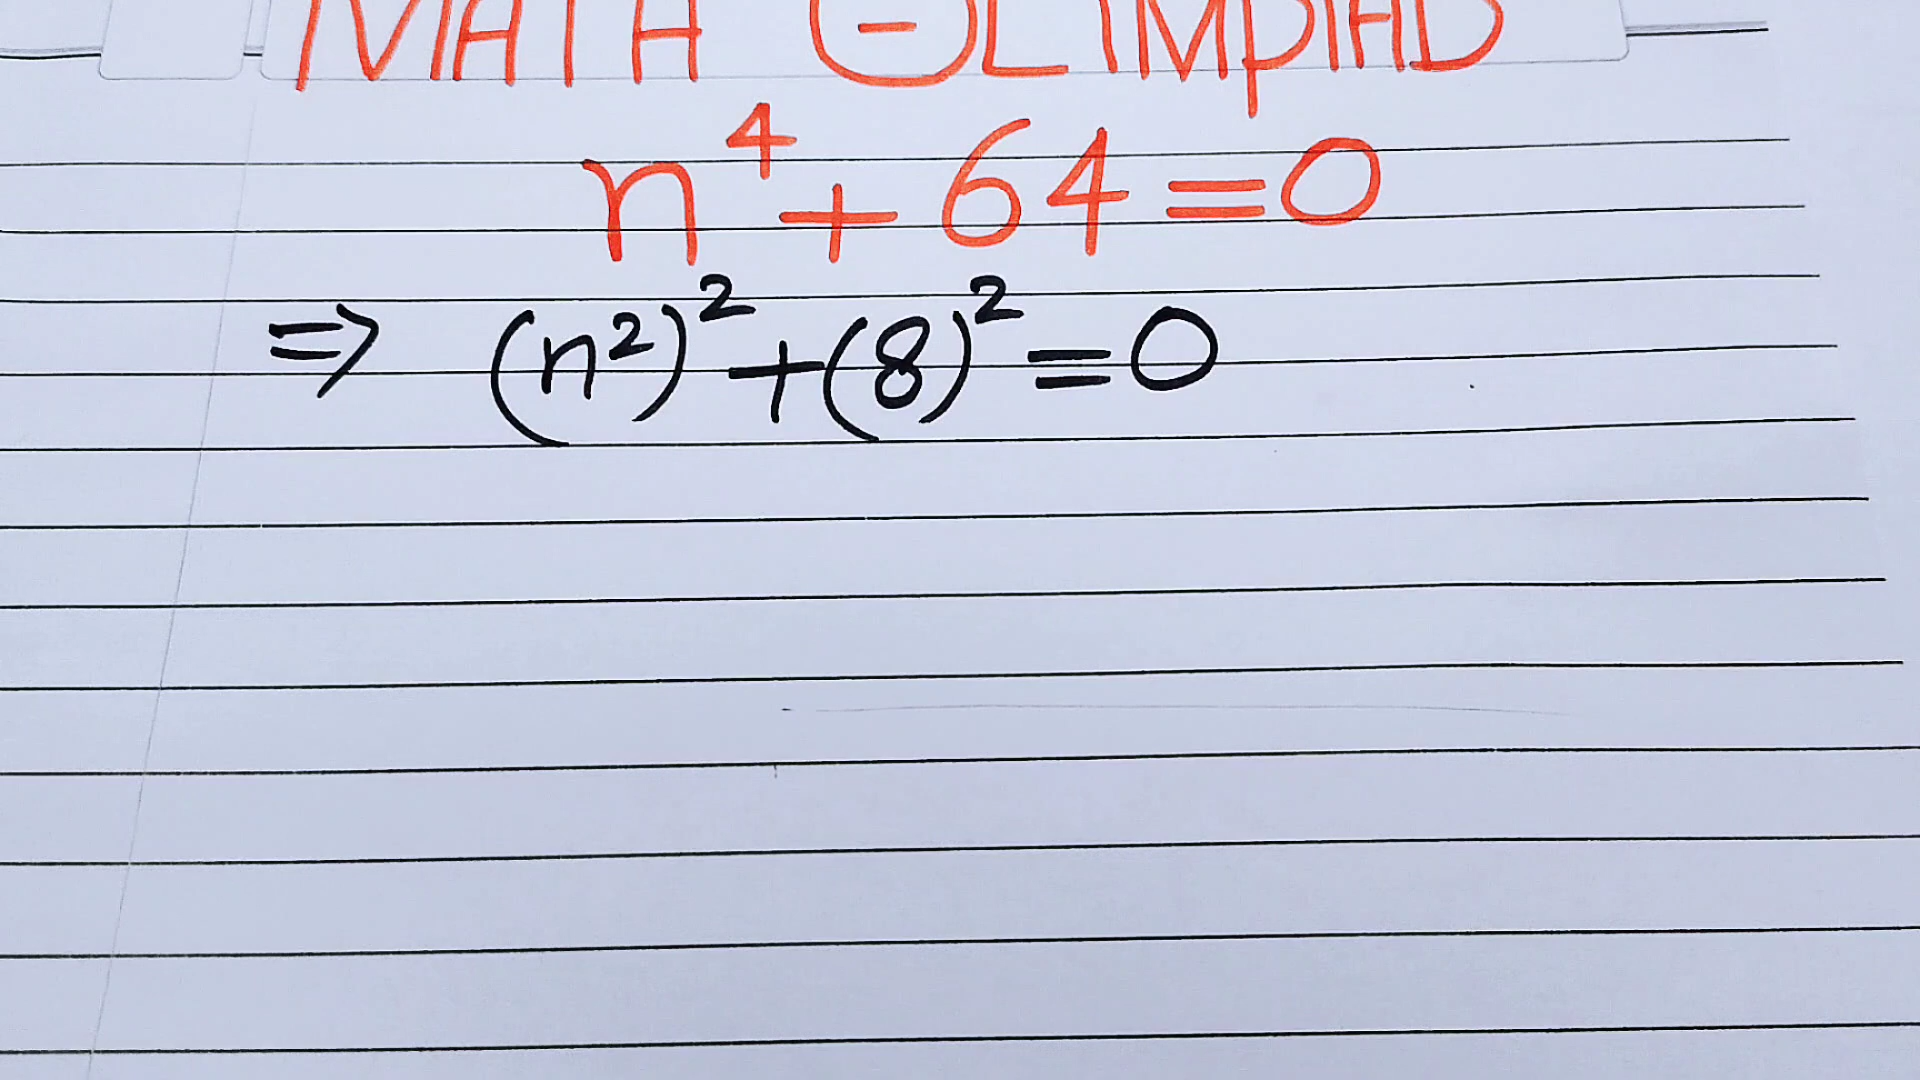 MATH OLIMPIAD
n⁴ + 64 = 0
⇒ (n²)² + (8)² = 0